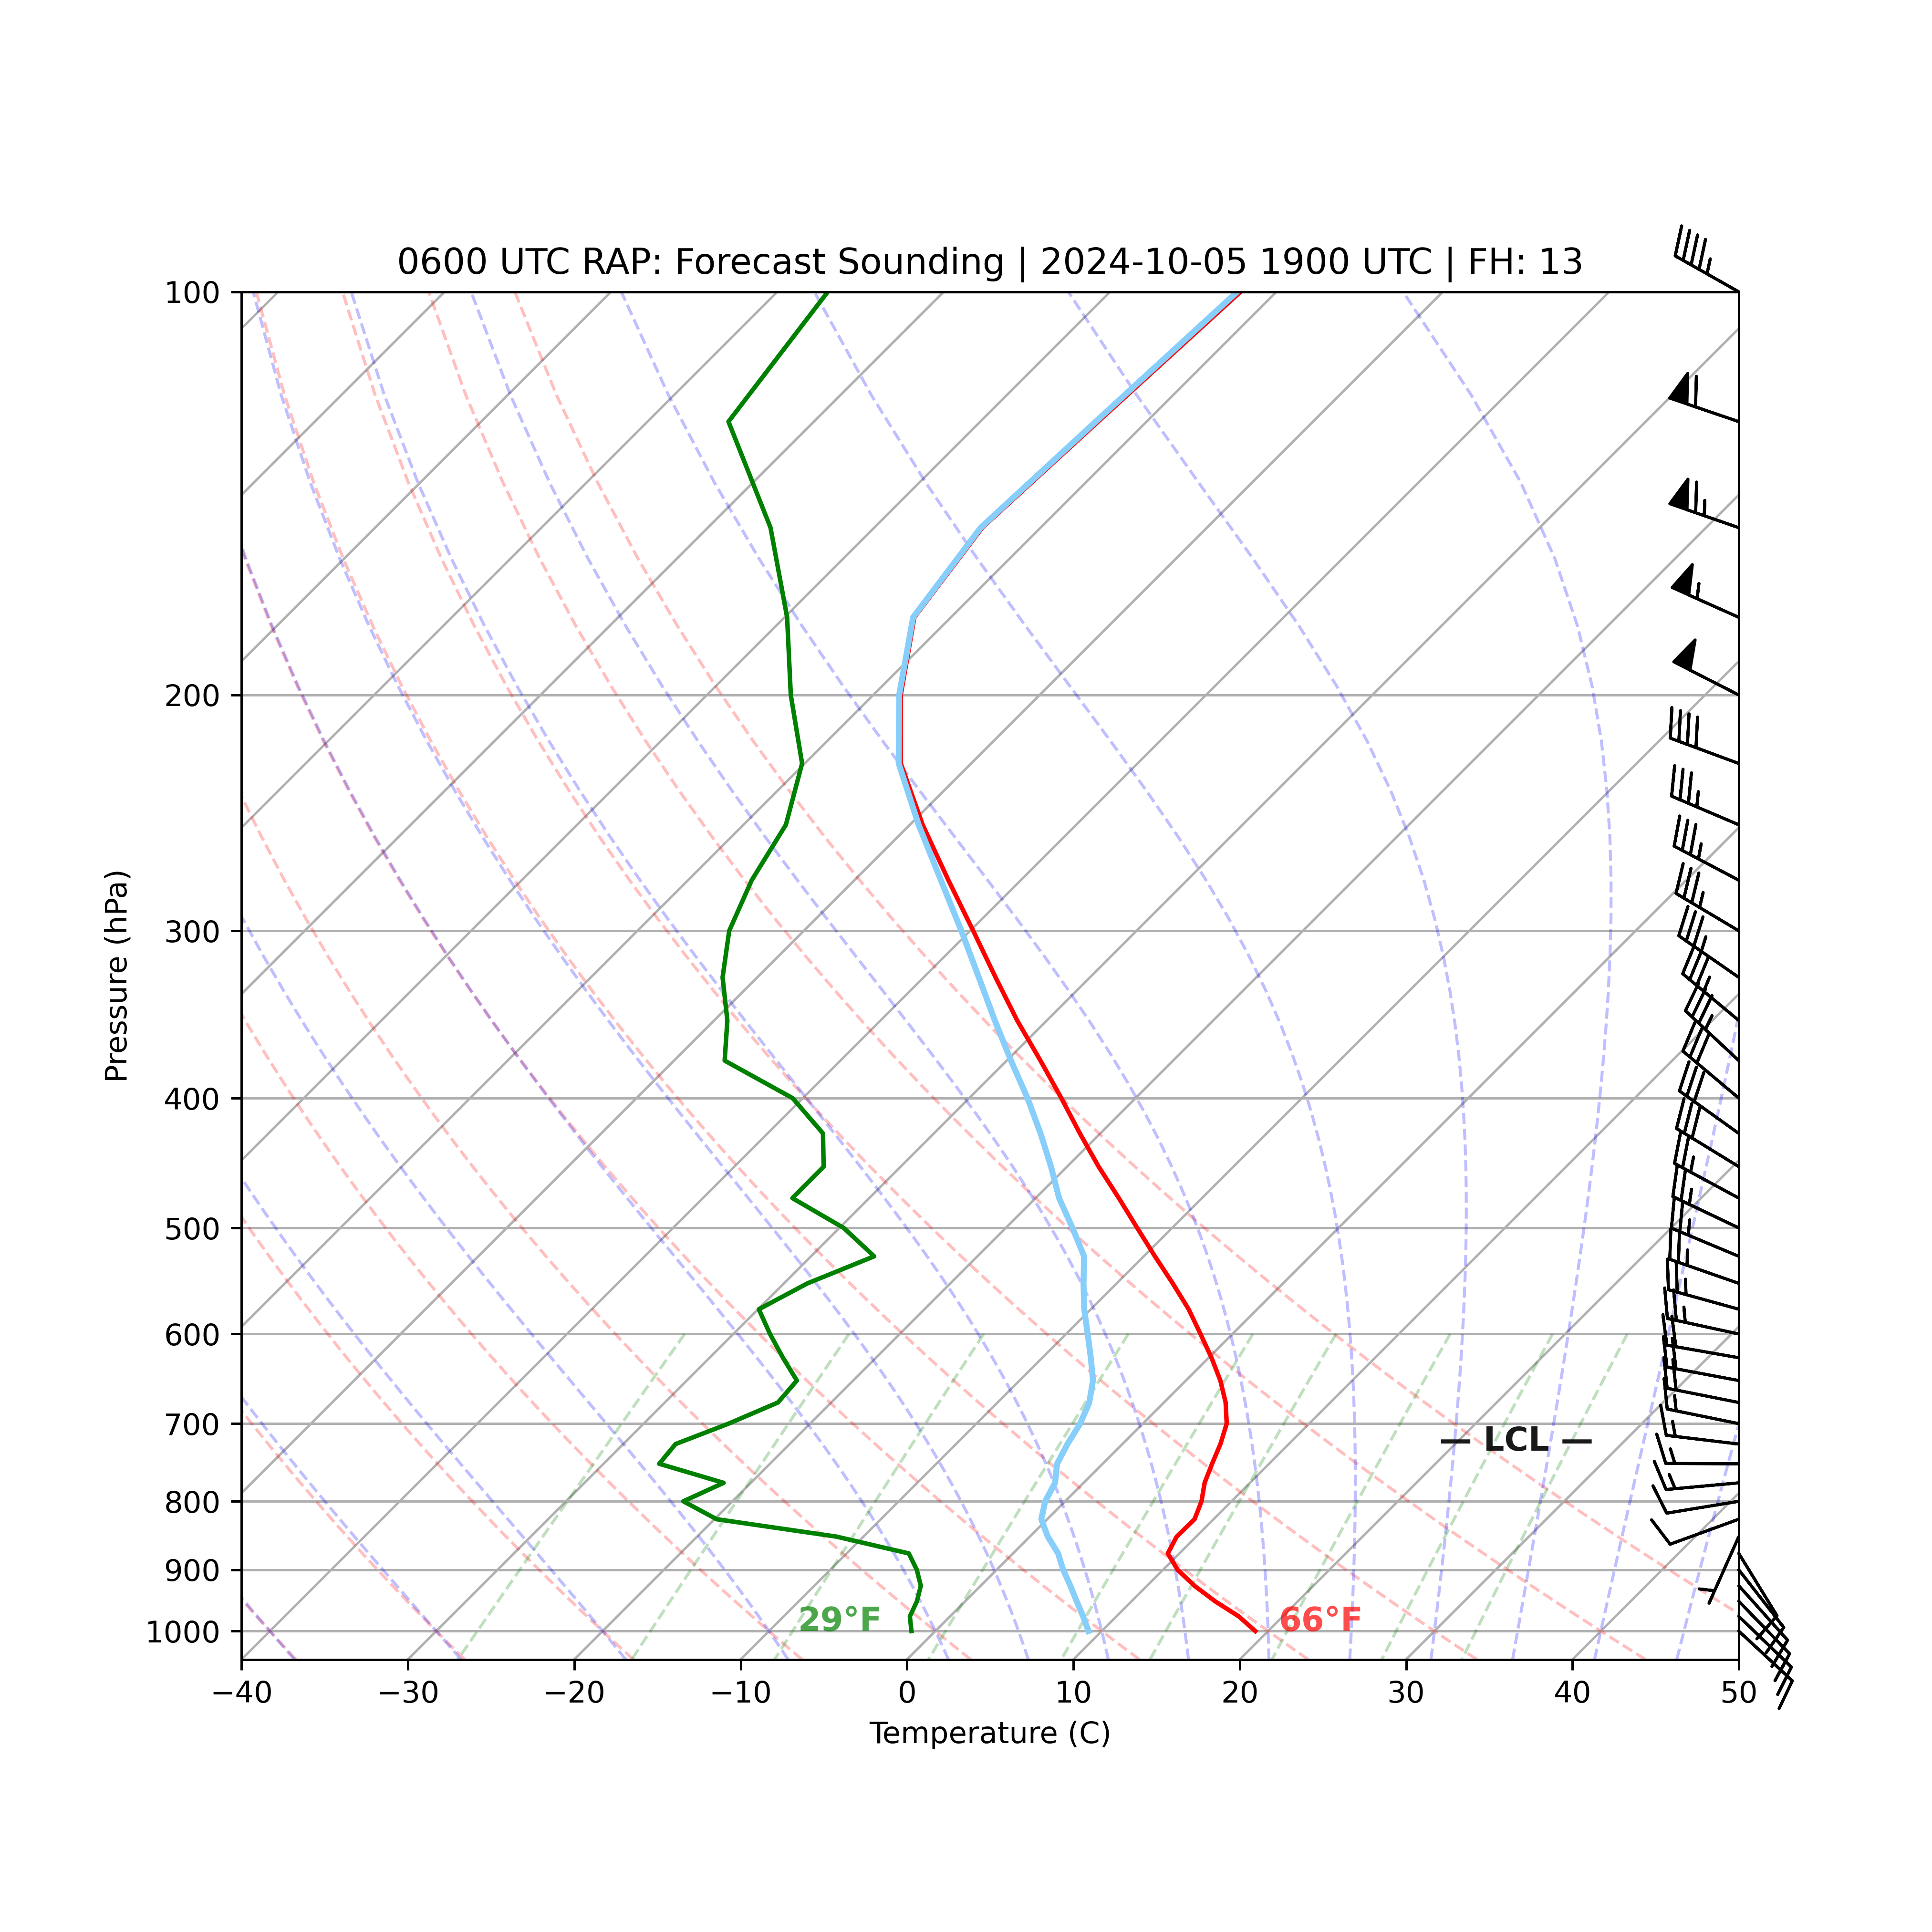 0600 UTC RAP: Forecast Sounding | 2024-10-05 1900 UTC | FH: 13
100
200
300
400
500
600
700
800
900
1000
Pressure (hPa)
— LCL —
29°F
66°F
−40 −30 −20 −10 0 10 20 30 40 50
Temperature (C)